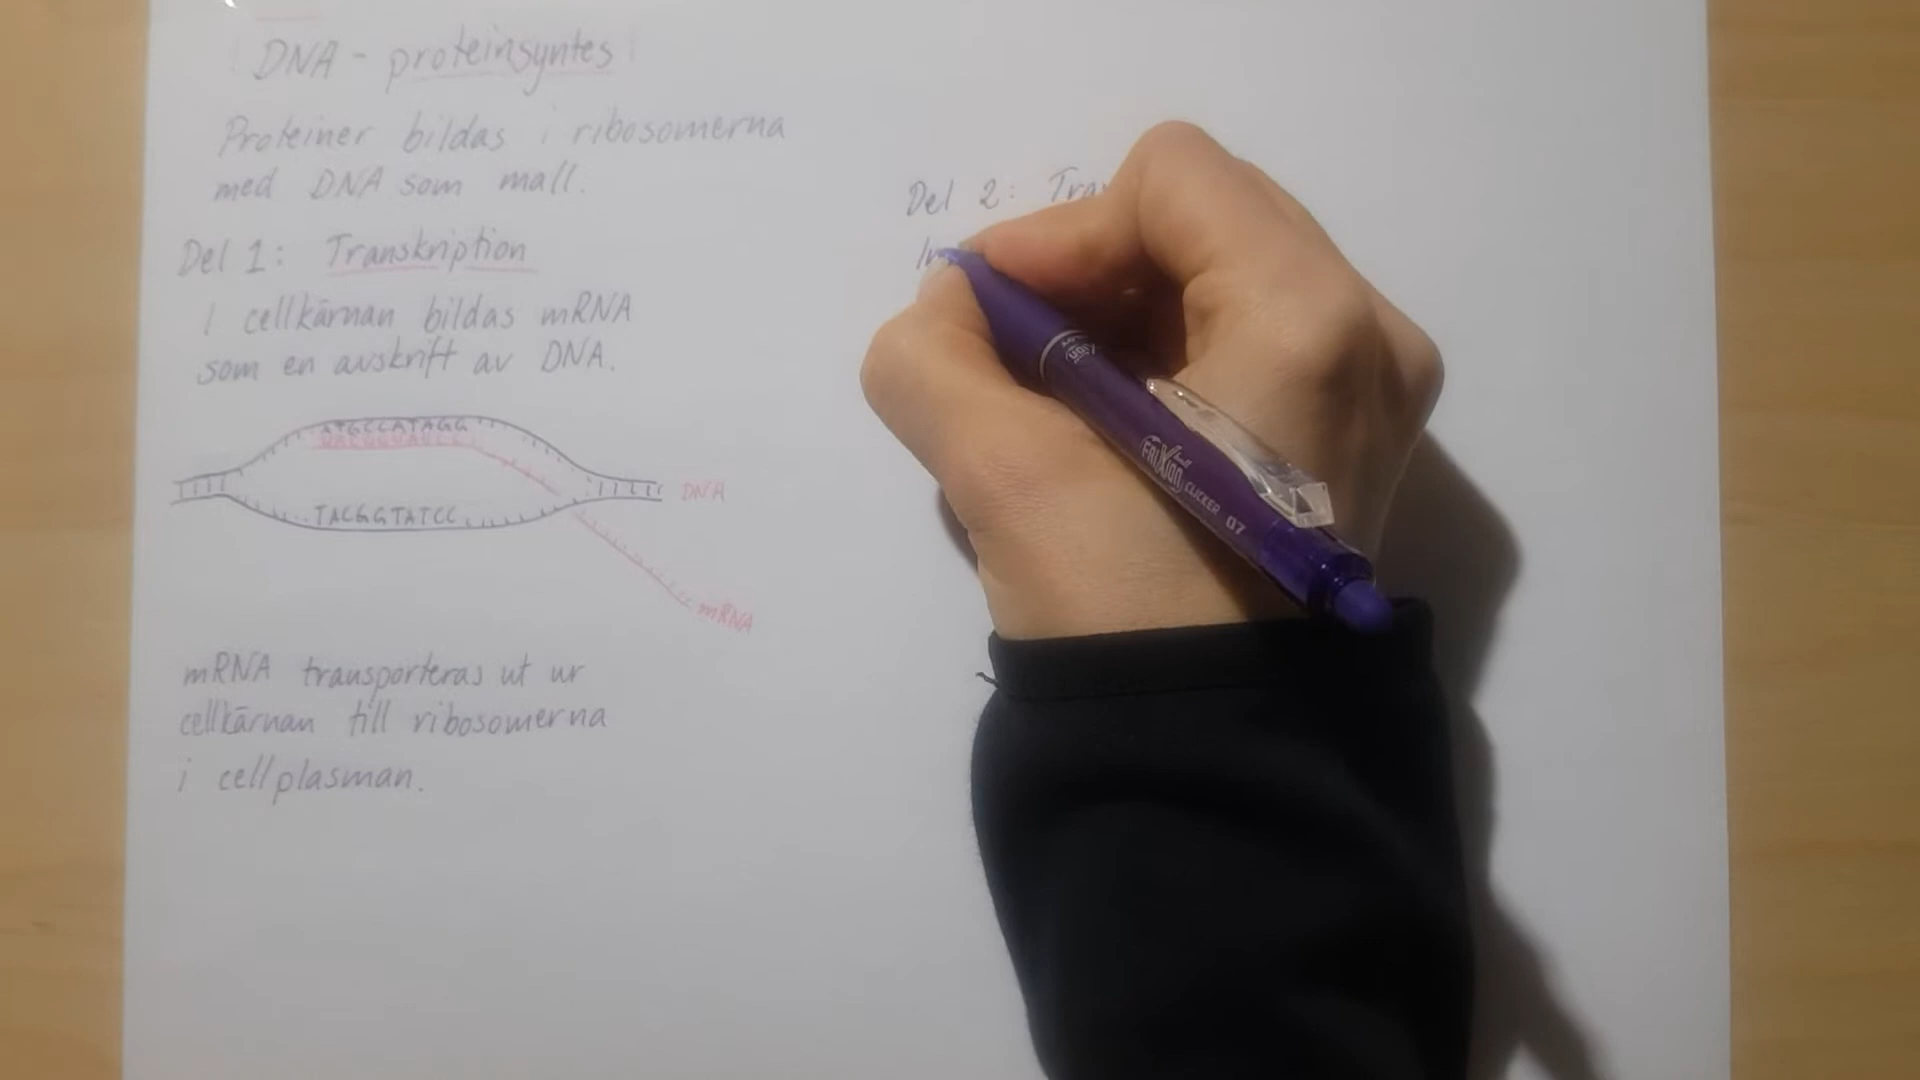 DNA - proteinsyntes
Proteiner bildas i ribosomerna
med DNA som mall.
Del 1: Transkription
I cellkärnan bildas mRNA
som en avskrift av DNA.
ATGCCATAGG
UACGGUAUCC
TACGGTATCC
DNA
mRNA
mRNA transporteras ut ur
cellkärnan till ribosomerna
i cellplasman.
Del 2:
FRIXION CLICKER 07